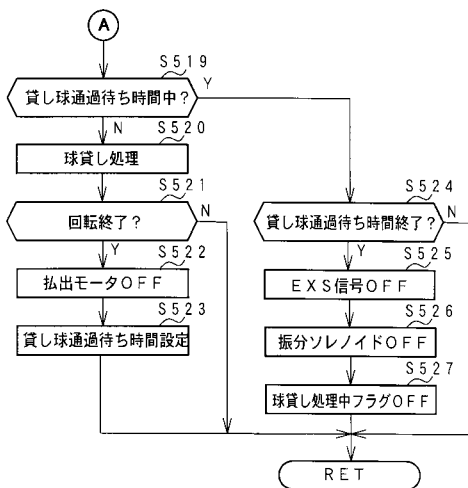 A
S519
貸し球通過待ち時間中？
Y
N
S520
球貸し処理
S521
回転終了？
N
Y
S522
払出モータOFF
S523
貸し球通過待ち時間設定
S524
貸し球通過待ち時間終了？
N
Y
S525
EXS信号OFF
S526
振分ソレノイドOFF
S527
球貸し処理中フラグOFF
RET